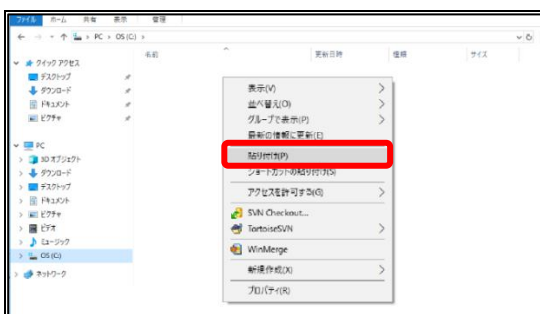 ファイル ホーム 共有 表示 管理
PC > OS (C:) >
名前 更新日時 種類 サイズ
クイック アクセス
デスクトップ
ダウンロード
ドキュメント
ピクチャ
PC
3D オブジェクト
ダウンロード
デスクトップ
ドキュメント
ピクチャ
ビデオ
ミュージック
OS (C:)
ネットワーク
表示(V) >
並べ替え(O) >
グループで表示(P) >
最新の情報に更新(E)
貼り付け(P)
ショートカットの貼り付け(S)
アクセスを許可する(G) >
SVN Checkout...
TortoiseSVN >
WinMerge
新規作成(X) >
プロパティ(R)